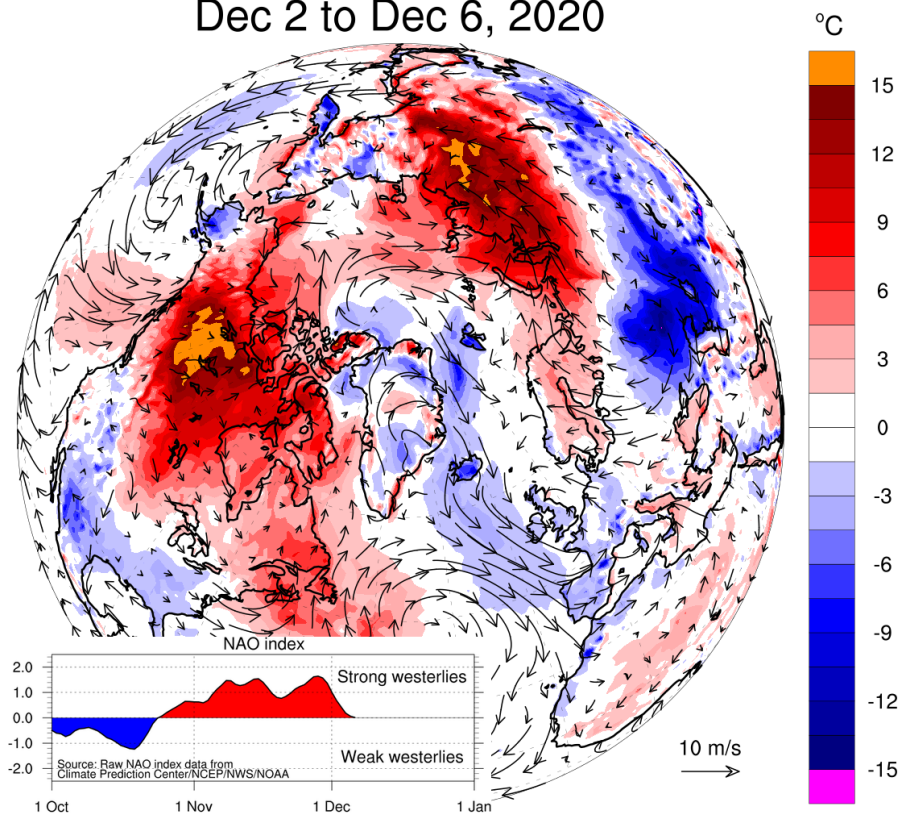 Dec 2 to Dec 6, 2020
oC
15
12
9
6
3
0
-3
-6
-9
-12
-15
10 m/s
NAO index
2.0
1.0
0.0
-1.0
-2.0
Strong westerlies
Weak westerlies
Source: Raw NAO index data from
Climate Prediction Center/NCEP/NWS/NOAA
1 Oct
1 Nov
1 Dec
1 Jan